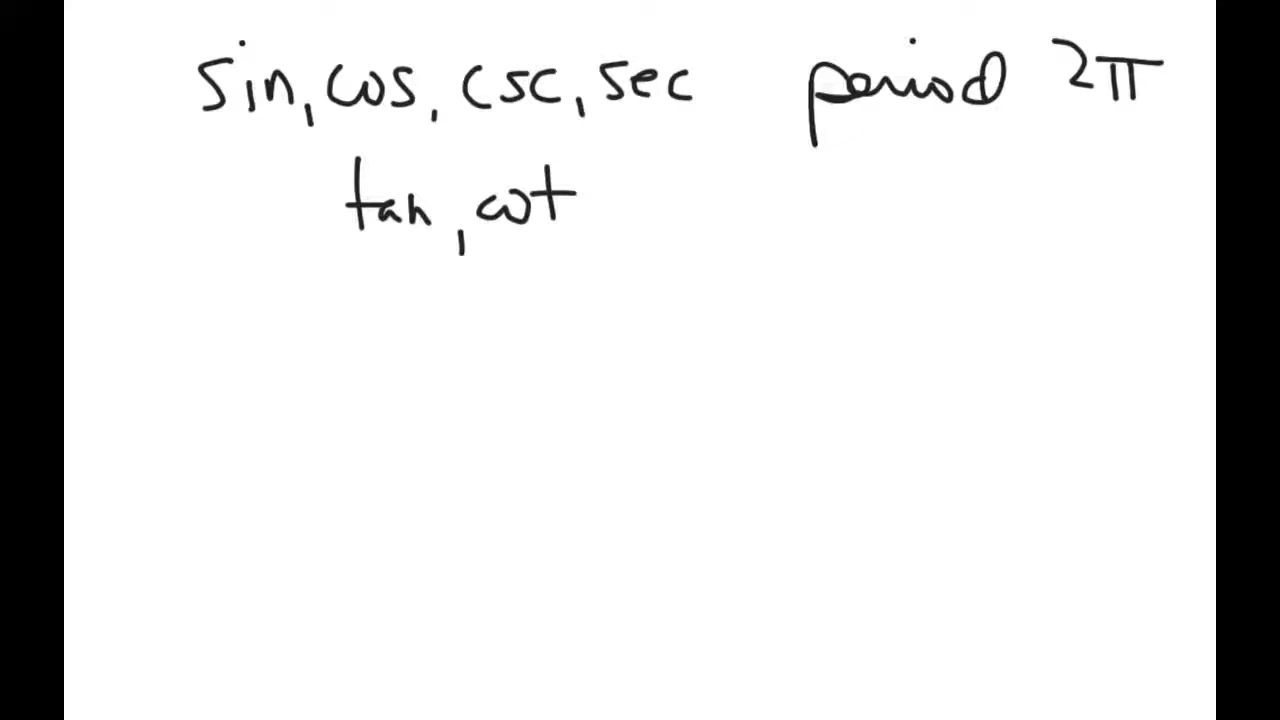 sin, cos, csc, sec period 2π
tan, cot